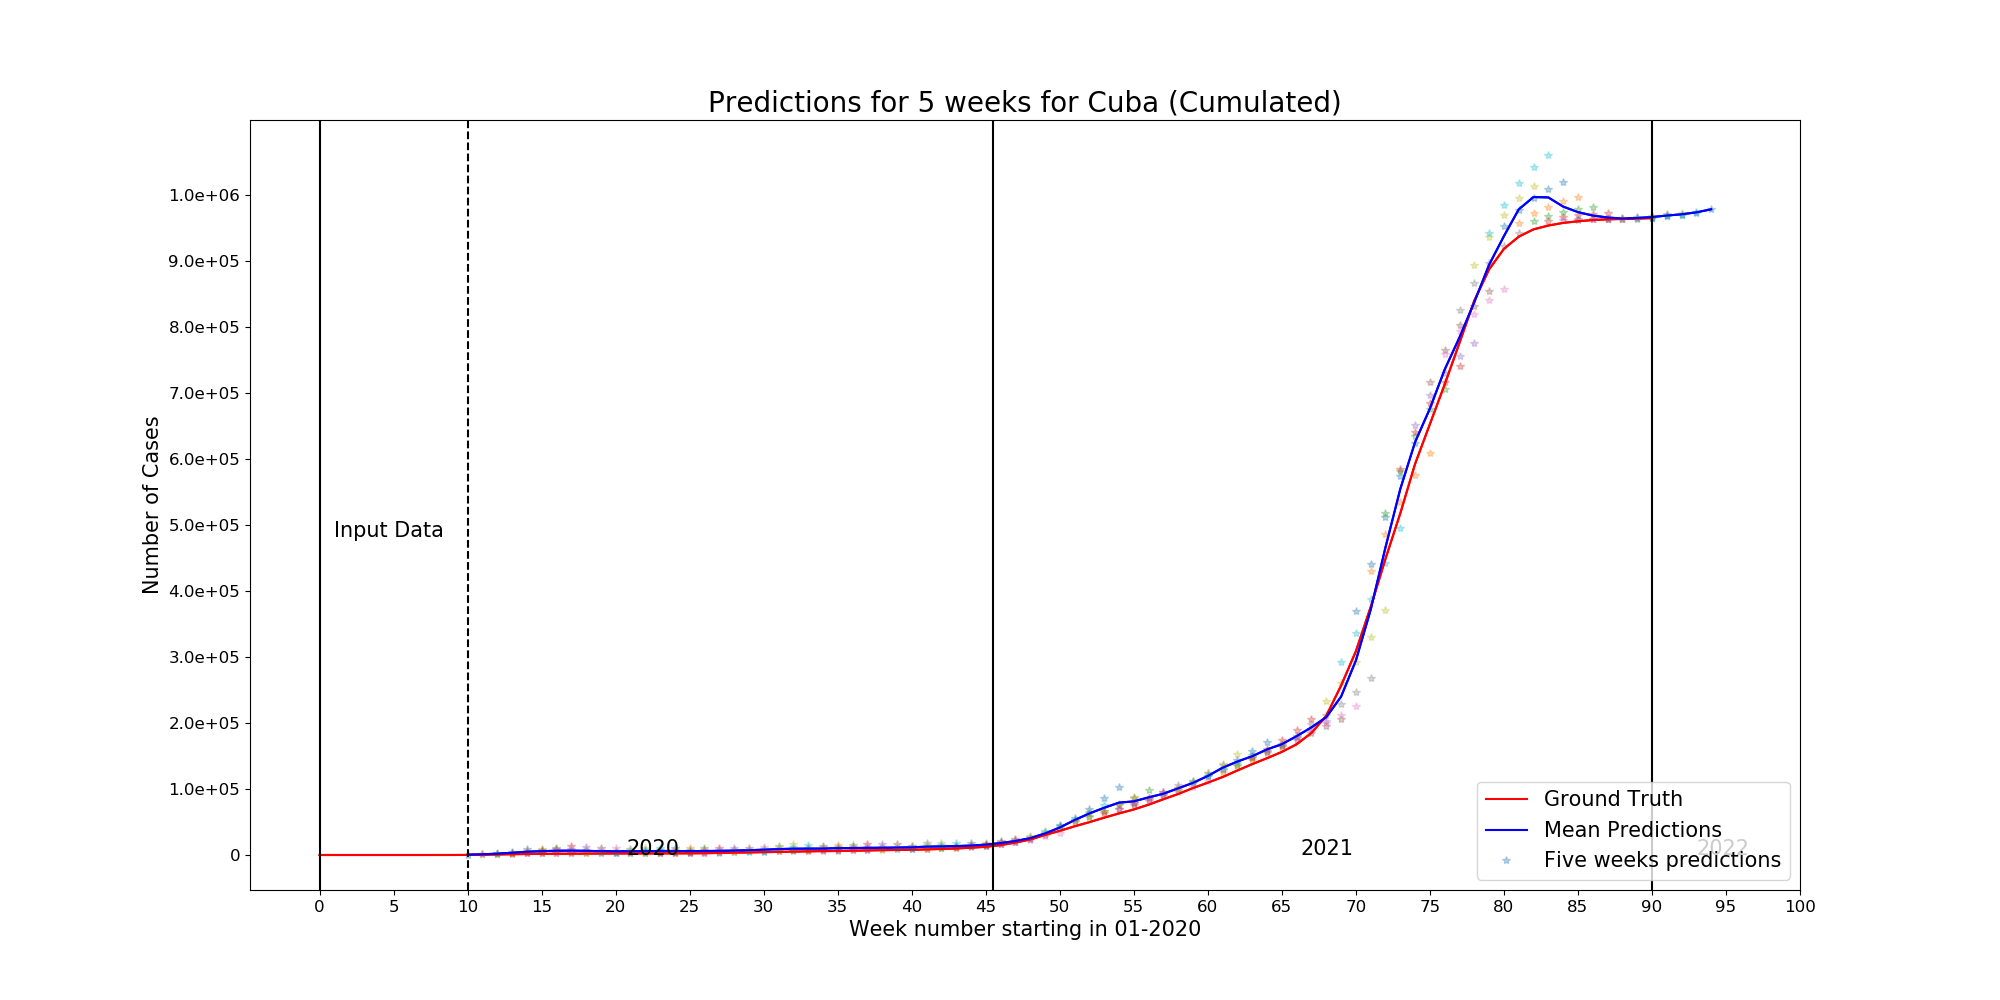 Predictions for 5 weeks for Cuba (Cumulated)
1.0e+06
9.0e+05
8.0e+05
7.0e+05
6.0e+05
5.0e+05
4.0e+05
3.0e+05
2.0e+05
1.0e+05
0
Number of Cases
Input Data
2020
2021
2022
Ground Truth
Mean Predictions
Five weeks predictions
0 5 10 15 20 25 30 35 40 45 50 55 60 65 70 75 80 85 90 95 100
Week number starting in 01-2020